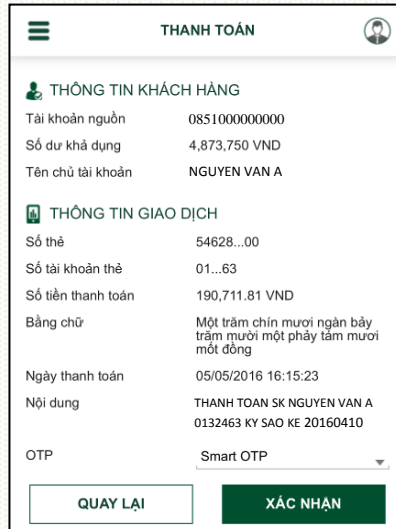 THANH TOÁN
THÔNG TIN KHÁCH HÀNG
Tài khoản nguồn 0851000000000
Số dư khả dụng 4,873,750 VND
Tên chủ tài khoản NGUYEN VAN A
THÔNG TIN GIAO DỊCH
Số thẻ 54628...00
Số tài khoản thẻ 01...63
Số tiền thanh toán 190,711.81 VND
Bằng chữ Một trăm chín mươi ngàn bảy
trăm mười một phảy tám mươi
mốt đồng
Ngày thanh toán 05/05/2016 16:15:23
Nội dung THANH TOAN SK NGUYEN VAN A
0132463 KY SAO KE 20160410
OTP Smart OTP
QUAY LẠI XÁC NHẬN